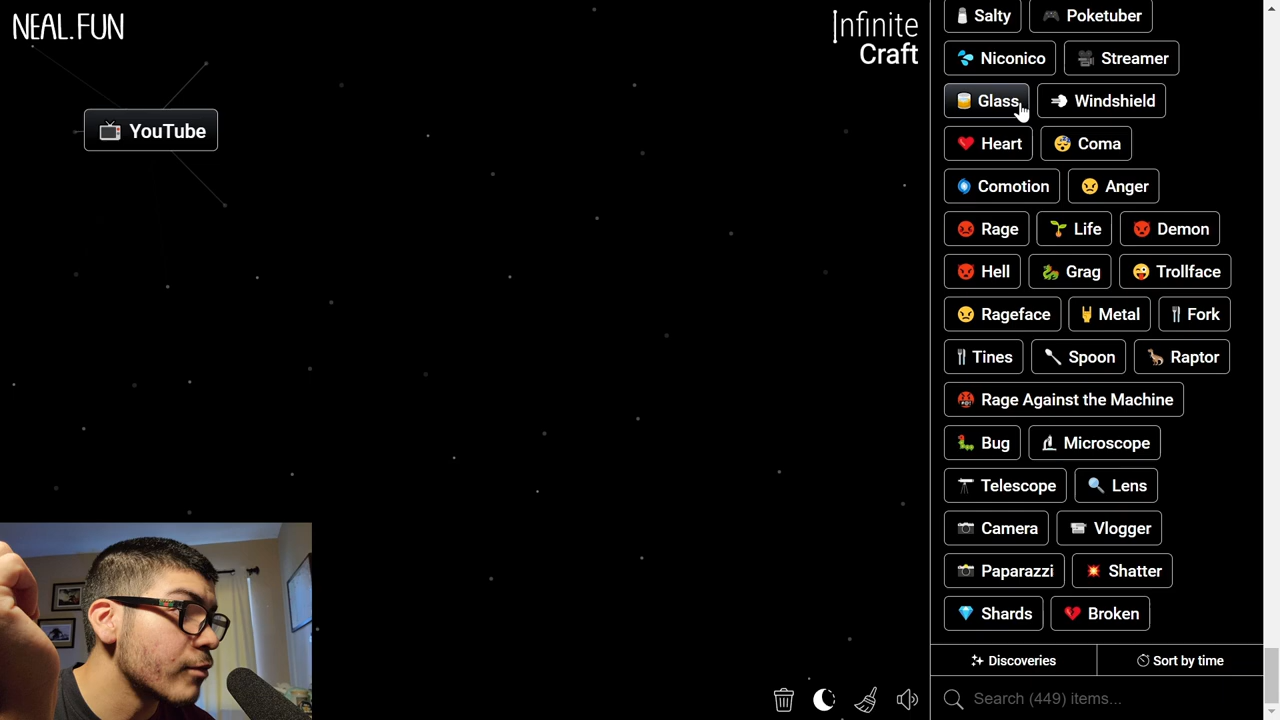 NEAL.FUN
Infinite
Craft
YouTube
Salty
Poketuber
Niconico
Streamer
Glass
Windshield
Heart
Coma
Comotion
Anger
Rage
Life
Demon
Hell
Grag
Trollface
Rageface
Metal
Fork
Tines
Spoon
Raptor
Rage Against the Machine
Bug
Microscope
Telescope
Lens
Camera
Vlogger
Paparazzi
Shatter
Shards
Broken
Discoveries
Sort by time
Search (449) items...